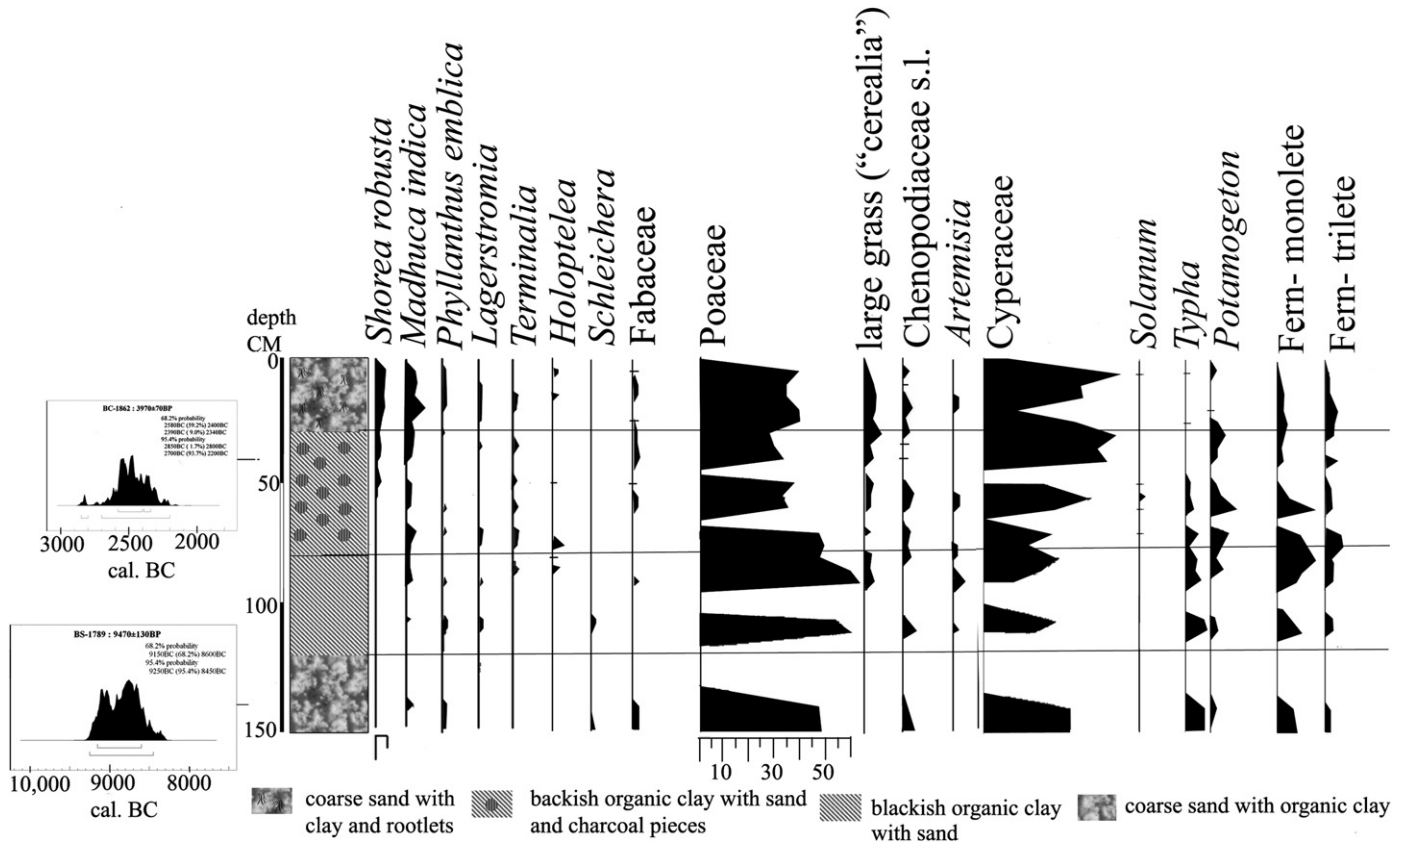 Shorea robusta
Madhuca indica
Phyllanthus emblica
Lagerstromia
Terminalia
Holoptelea
Schleichera
Fabaceae
Poaceae
large grass (“cerealia”)
Chenopodiaceae s.l.
Artemisia
Cyperaceae
Solanum
Typha
Potamogeton
Fern- monolete
Fern- trilete
depth
CM
0
50
100
150
BC-1862 : 3970±70BP
68.2% probability
2580BC (59.2%) 2400BC
2390BC ( 9.0%) 2340BC
95.4% probability
2850BC ( 1.7%) 2800BC
2700BC (93.7%) 2200BC
3000 2500 2000
cal. BC
BS-1789 : 9470±130BP
68.2% probability
9150BC (68.2%) 8600BC
95.4% probability
9250BC (95.4%) 8450BC
10,000 9000 8000
cal. BC
10 30 50
coarse sand with
clay and rootlets
backish organic clay with sand
and charcoal pieces
blackish organic clay
with sand
coarse sand with organic clay